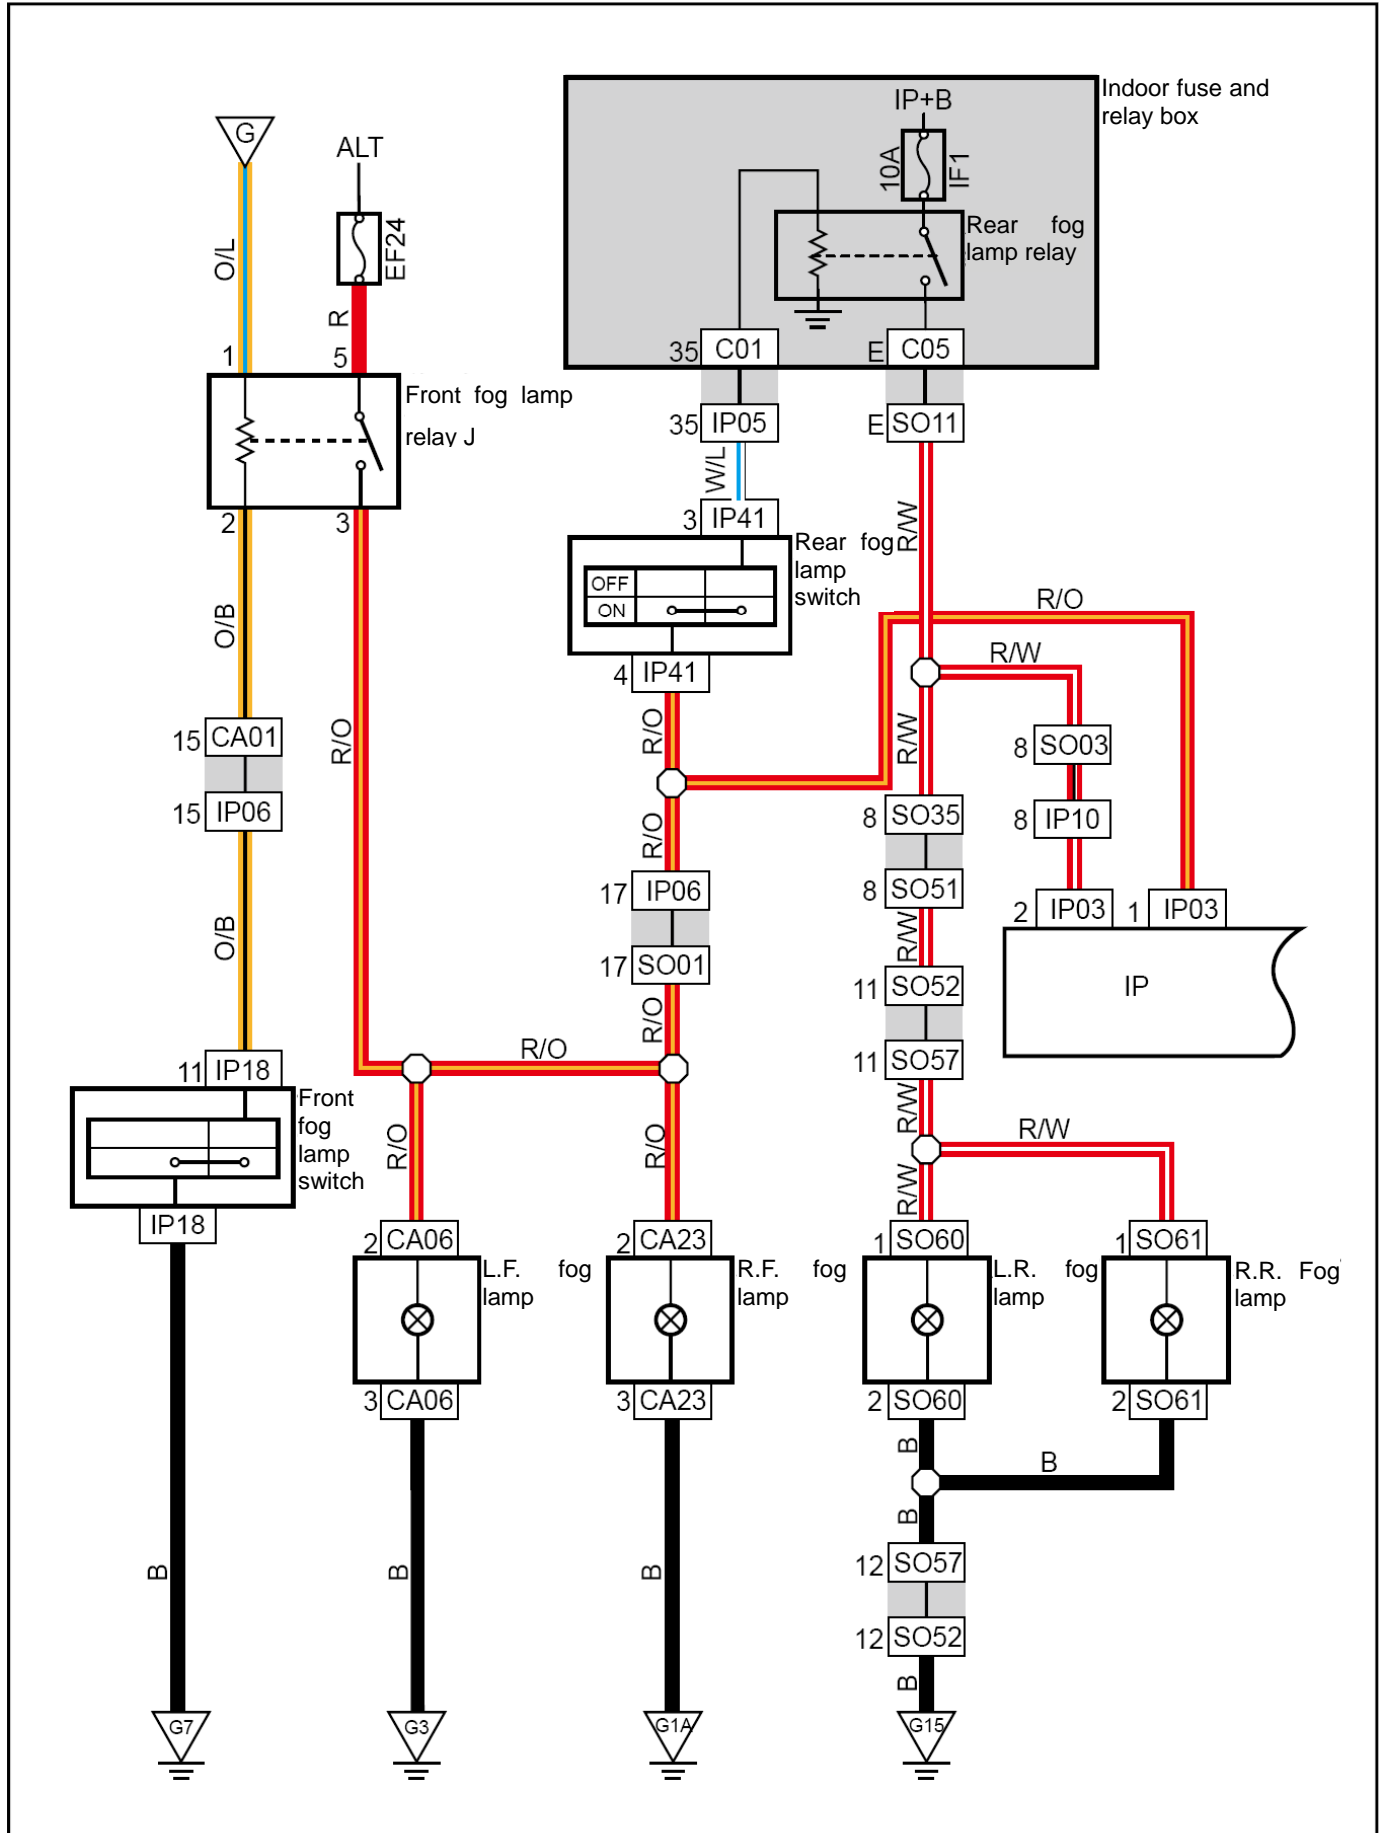 Indoor fuse and
relay box
IP+B
10A
IF1
Rear fog
lamp relay
35 C01
E C05
35 IP05
E SO11
G
ALT
O/L
EF24
R
1
5
Front fog lamp
relay J
2
3
W/L
R/W
3 IP41
Rear fog
lamp
switch
OFF
ON
4 IP41
O/B
R/O
R/O
R/O
R/W
R/W
15 CA01
15 IP06
8 SO03
8 IP10
R/O
8 SO35
8 SO51
17 IP06
17 SO01
2 IP03
1 IP03
IP
O/B
R/W
11 SO52
11 SO57
R/O
R/O
11 IP18
Front
fog
lamp
switch
IP18
R/O
R/O
R/W
R/W
R/W
2 CA06
L.F. fog
lamp
3 CA06
2 CA23
R.F. fog
lamp
3 CA23
1 SO60
L.R. fog
lamp
2 SO60
1 SO61
R.R. Fog
lamp
2 SO61
B
B
B
12 SO57
12 SO52
B
B
B
B
G7
G3
G1A
G15